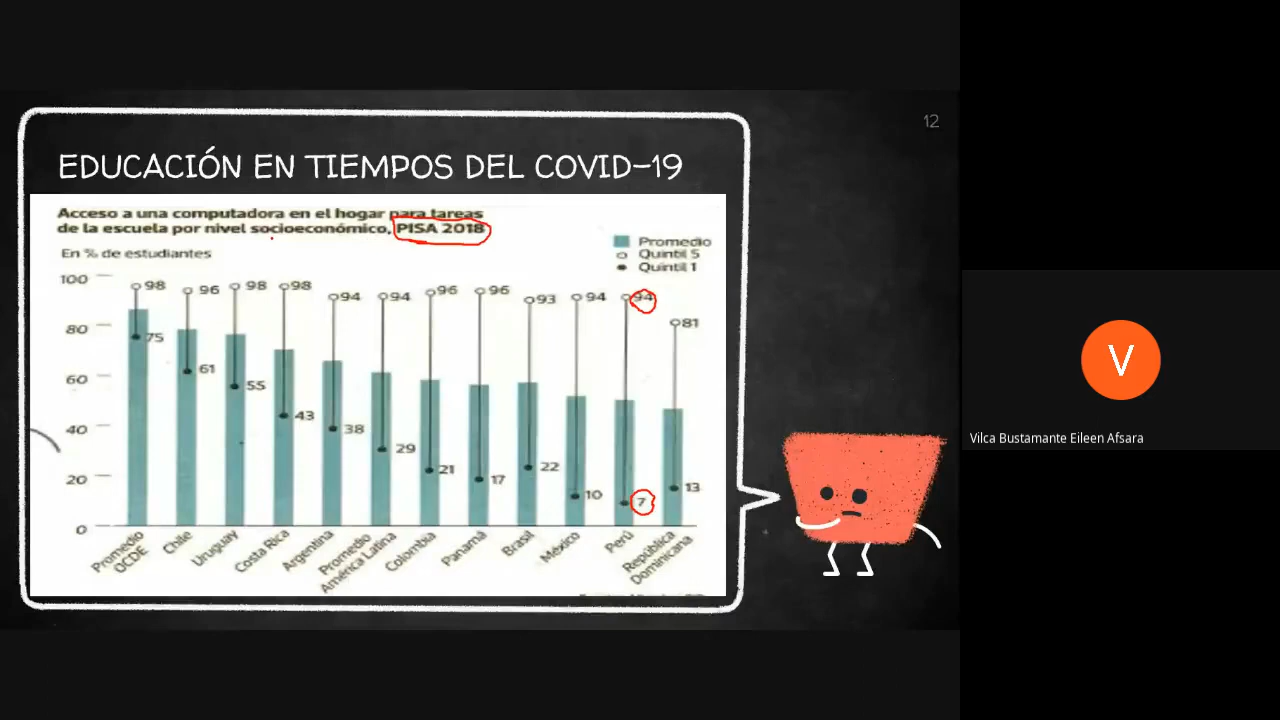 12
EDUCACIÓN EN TIEMPOS DEL COVID-19
Acceso a una computadora en el hogar para tareas
de la escuela por nivel socioeconómico, PISA 2018
En % de estudiantes
Promedio
Quintil 5
Quintil 1
100
80
60
40
20
0
98
96
98
98
94
94
96
96
93
94
94
81
75
61
55
43
38
29
21
17
22
10
7
13
Promedio
OCDE
Chile
Uruguay
Costa Rica
Argentina
Promedio
América Latina
Colombia
Panamá
Brasil
México
Perú
República
Dominicana
V
Vilca Bustamante Eileen Afsara